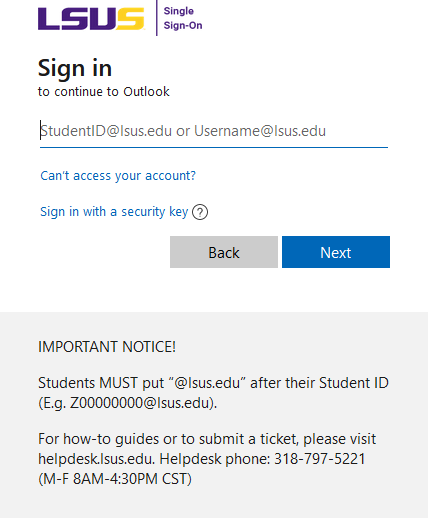 LSUS Single
Sign-On
Sign in
to continue to Outlook
StudentID@lsus.edu or Username@lsus.edu
Can't access your account?
Sign in with a security key ?
Back Next
IMPORTANT NOTICE!
Students MUST put “@lsus.edu” after their Student ID
(E.g. Z00000000@lsus.edu).
For how-to guides or to submit a ticket, please visit
helpdesk.lsus.edu. Helpdesk phone: 318-797-5221
(M-F 8AM-4:30PM CST)